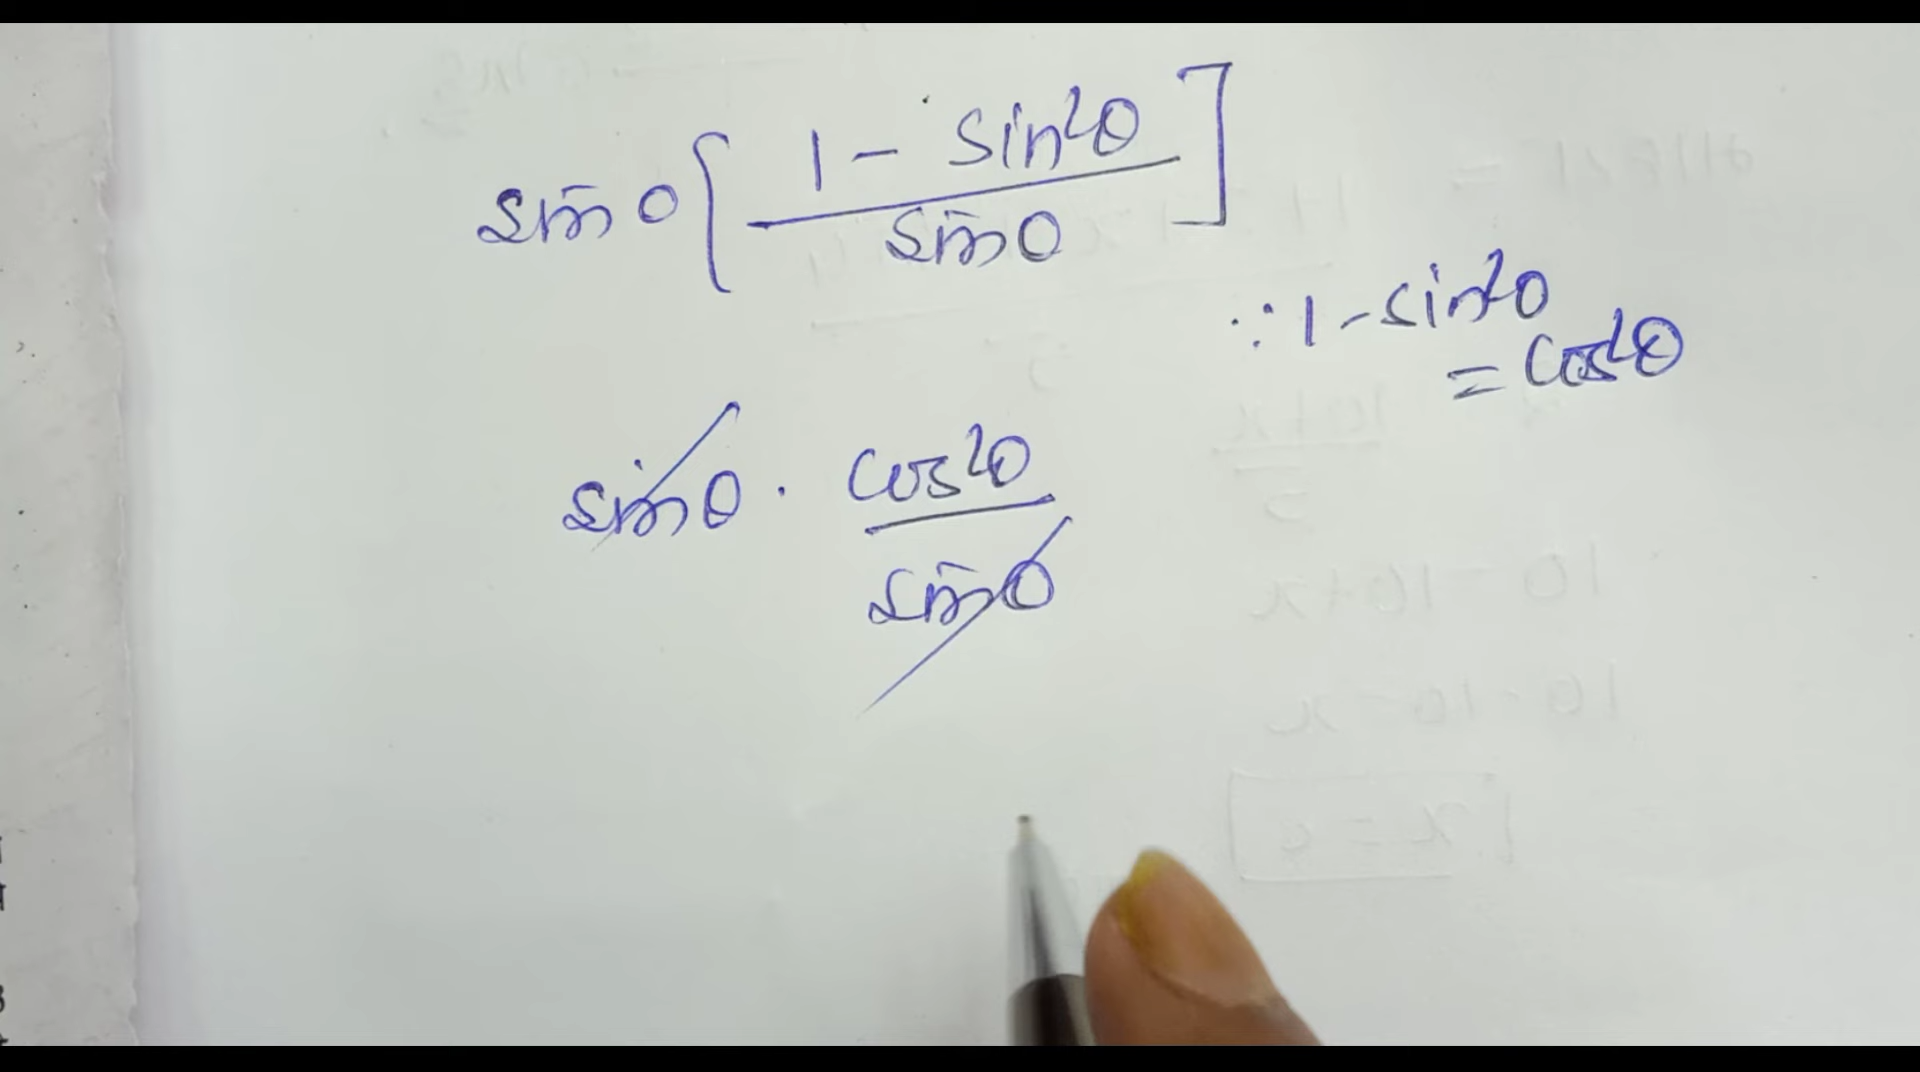 sinθ [ (1 - sin²θ) / sinθ ]
∵ 1 - sin²θ
= cos²θ
sinθ · cos²θ / sinθ